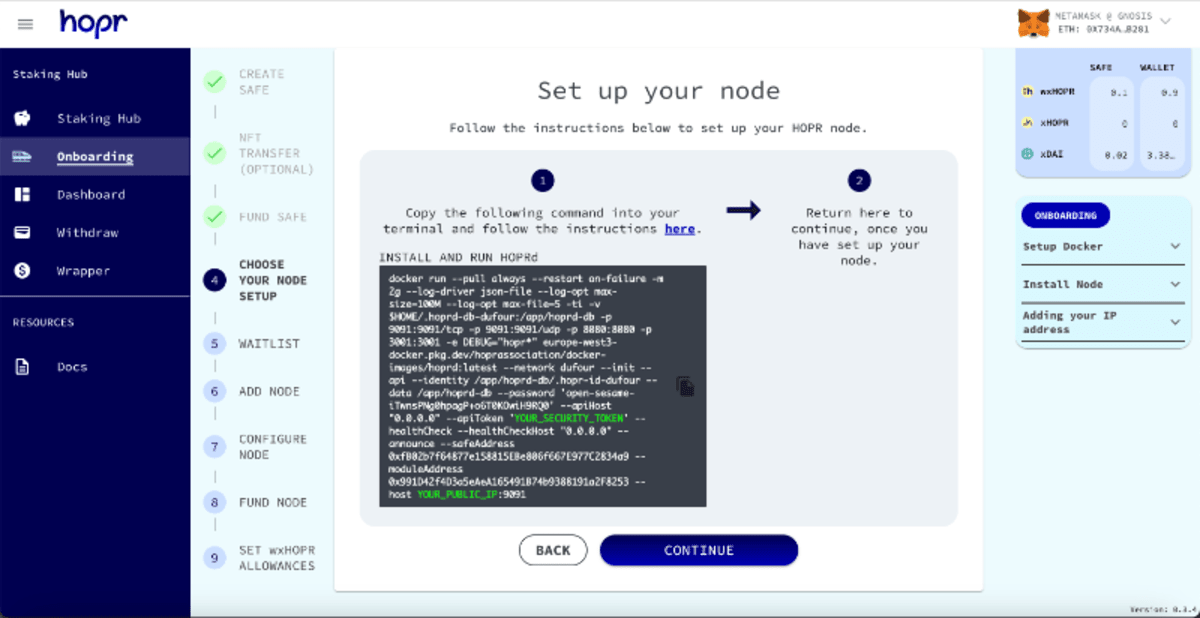 hopr
METAMASK @ GNOSIS
ETH: 0X734A…B281
Staking Hub
Staking Hub
Onboarding
Dashboard
Withdraw
Wrapper
RESOURCES
Docs
CREATE
SAFE
NFT
TRANSFER
(OPTIONAL)
FUND SAFE
4
CHOOSE
YOUR NODE
SETUP
5
WAITLIST
6
ADD NODE
7
CONFIGURE
NODE
8
FUND NODE
9
SET wxHOPR
ALLOWANCES
Set up your node
Follow the instructions below to set up your HOPR node.
1
Copy the following command into your
terminal and follow the instructions here.
INSTALL AND RUN HOPRd
docker run --pull always --restart on-failure -m
2g --log-driver json-file --log-opt max-
size=100M --log-opt max-file=5 -ti -v
$HOME/.hoprd-db-dufour:/app/hoprd-db -p
9091:9091/tcp -p 9091:9091/udp -p 8080:8080 -p
3001:3001 -e DEBUG="hopr*" europe-west3-
docker.pkg.dev/hoprassociation/docker-
images/hoprd:latest --network dufour --init --
api --identity /app/hoprd-db/.hopr-id-dufour --
data /app/hoprd-db --password 'open-sesame-
--apiHost
"0.0.0.0" --apiToken 'YOUR_SECURITY_TOKEN' --
healthCheck --healthCheckHost "0.0.0.0" --
announce --safeAddress
--
moduleAddress
--
host YOUR_PUBLIC_IP:9091
2
Return here to
continue, once you
have set up your
node.
BACK
CONTINUE
SAFE WALLET
wxHOPR 0.1 0.9
xHOPR 0 0
xDAI 0.02 3.38…
ONBOARDING
Setup Docker
Install Node
Adding your IP
address
Version: 0.3.4